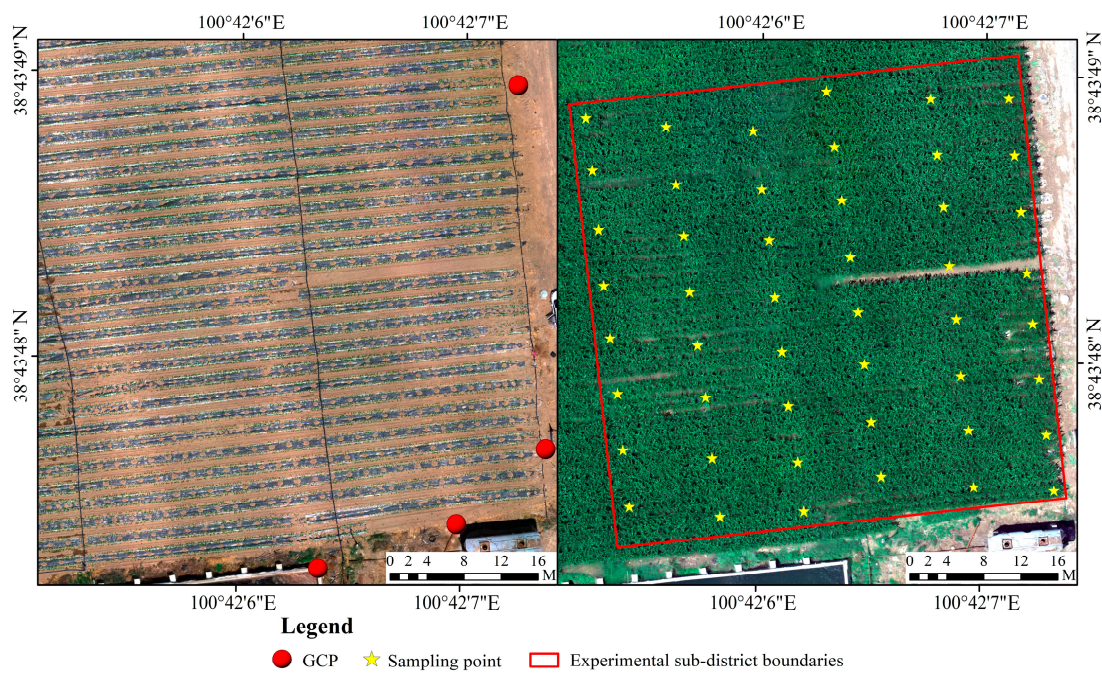 100°42'6"E 100°42'7"E 100°42'6"E 100°42'7"E
38°43'49" N
38°43'48" N
38°43'49" N
38°43'48" N
0 2 4 8 12 16
M
0 2 4 8 12 16
M
100°42'6"E 100°42'7"E 100°42'6"E 100°42'7"E
Legend
GCP Sampling point Experimental sub-district boundaries